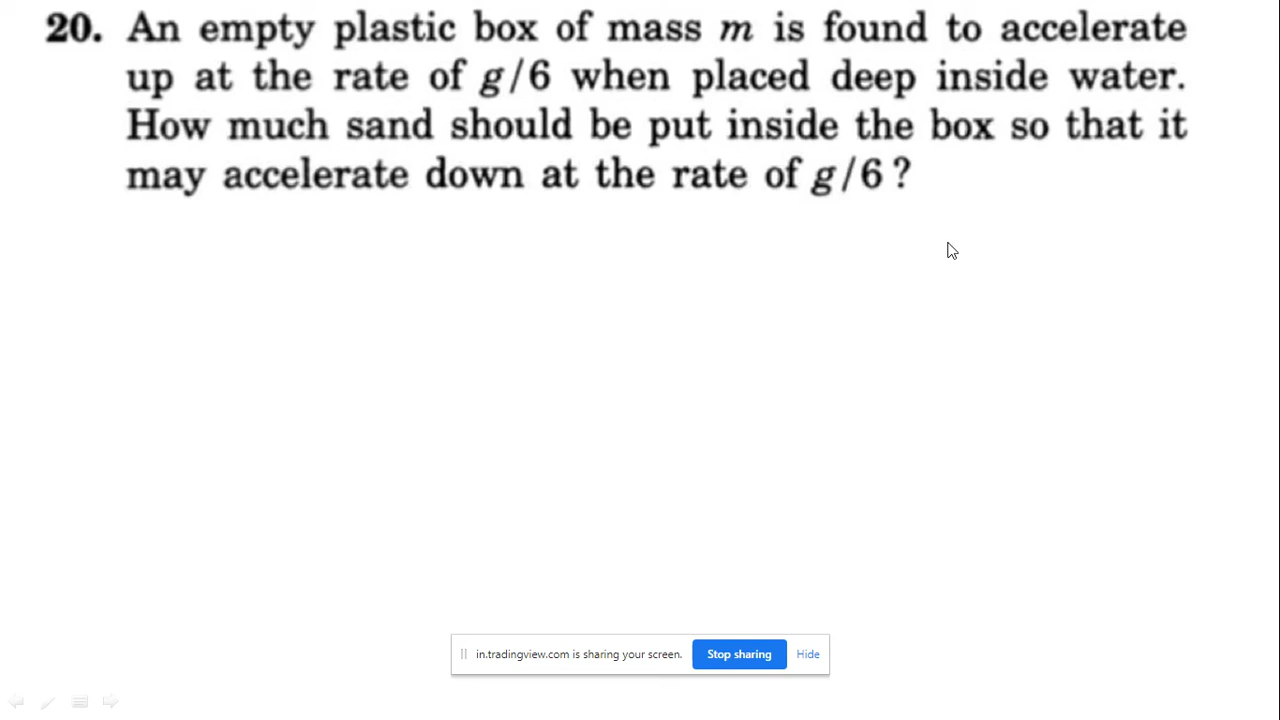 20. An empty plastic box of mass m is found to accelerate
up at the rate of g/6 when placed deep inside water.
How much sand should be put inside the box so that it
may accelerate down at the rate of g/6 ?
in.tradingview.com is sharing your screen.
Stop sharing
Hide